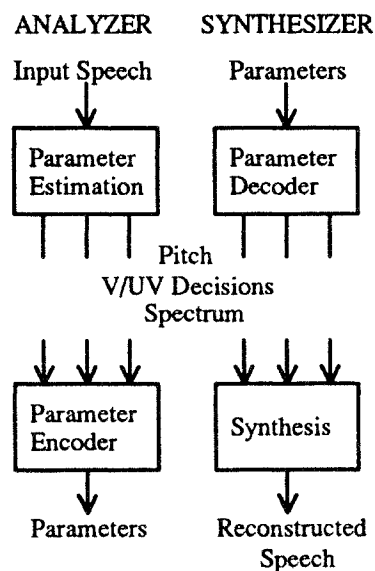 ANALYZER
SYNTHESIZER
Input Speech
Parameters
Parameter
Estimation
Parameter
Decoder
Pitch
V/UV Decisions
Spectrum
Parameter
Encoder
Synthesis
Parameters
Reconstructed
Speech